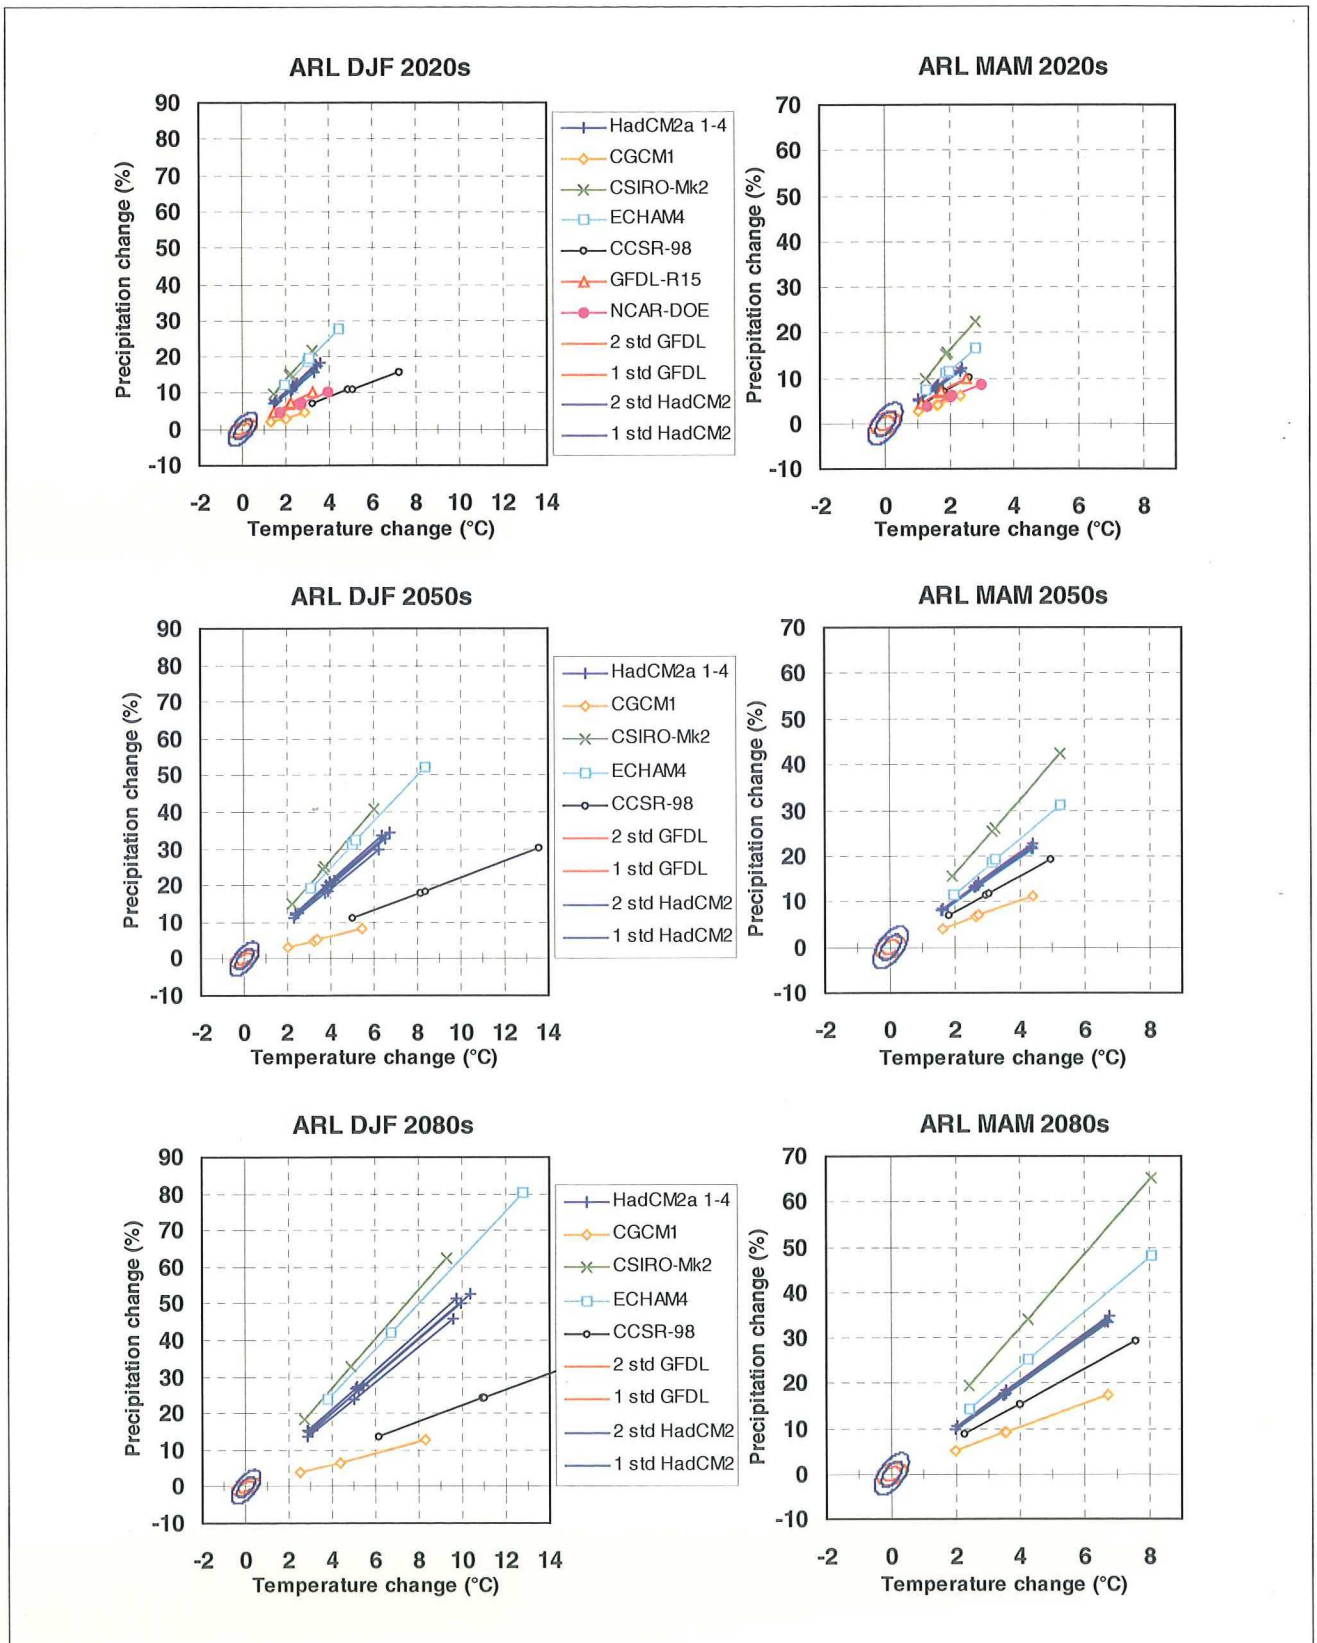 ARL DJF 2020s
90
80
70
60
50
40
30
20
10
0
-10
Precipitation change (%)
-2 0 2 4 6 8 10 12 14
Temperature change (°C)
HadCM2a 1-4
CGCM1
CSIRO-Mk2
ECHAM4
CCSR-98
GFDL-R15
NCAR-DOE
2 std GFDL
1 std GFDL
2 std HadCM2
1 std HadCM2
ARL MAM 2020s
70
60
50
40
30
20
10
0
-10
Precipitation change (%)
-2 0 2 4 6 8
Temperature change (°C)
ARL DJF 2050s
90
80
70
60
50
40
30
20
10
0
-10
Precipitation change (%)
-2 0 2 4 6 8 10 12 14
Temperature change (°C)
HadCM2a 1-4
CGCM1
CSIRO-Mk2
ECHAM4
CCSR-98
2 std GFDL
1 std GFDL
2 std HadCM2
1 std HadCM2
ARL MAM 2050s
70
60
50
40
30
20
10
0
-10
Precipitation change (%)
-2 0 2 4 6 8
Temperature change (°C)
ARL DJF 2080s
90
80
70
60
50
40
30
20
10
0
-10
Precipitation change (%)
-2 0 2 4 6 8 10 12 14
Temperature change (°C)
HadCM2a 1-4
CGCM1
CSIRO-Mk2
ECHAM4
CCSR-98
2 std GFDL
1 std GFDL
2 std HadCM2
1 std HadCM2
ARL MAM 2080s
70
60
50
40
30
20
10
0
-10
Precipitation change (%)
-2 0 2 4 6 8
Temperature change (°C)